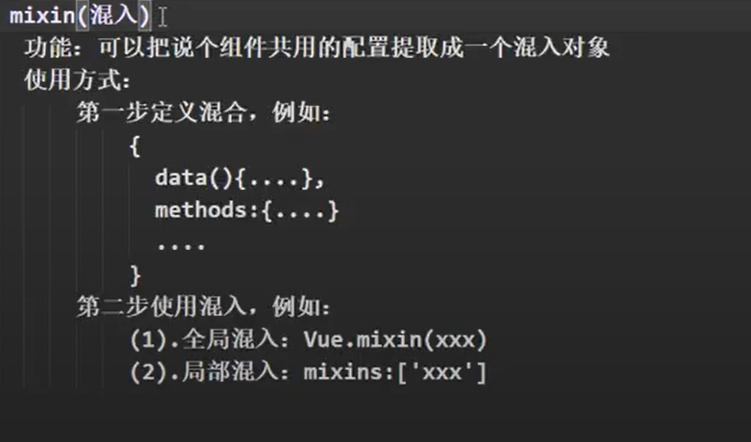 mixin(混入)
功能：可以把说个组件共用的配置提取成一个混入对象
使用方式：
第一步定义混合，例如：
{
data(){....},
methods:{....}
....
}
第二步使用混入，例如：
(1).全局混入：Vue.mixin(xxx)
(2).局部混入：mixins:['xxx']